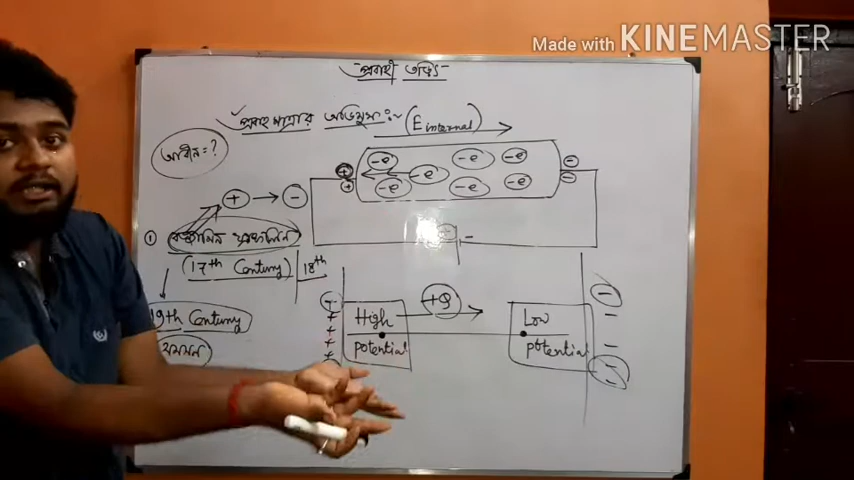 Made with KINEMASTER
প্রবাহী তড়িৎ
প্রবাহ মাত্রার অভিমুখ :- (E internal)
আধান = ?
+ -e -e -e -
+ -e -e -e -e -
+ → -
-
① বেঞ্জামিন ফ্রাঙ্কলিন
(17th Century) 18th
+ High +Q Low -
potential potential
19th Century
+ + + +
- - - -